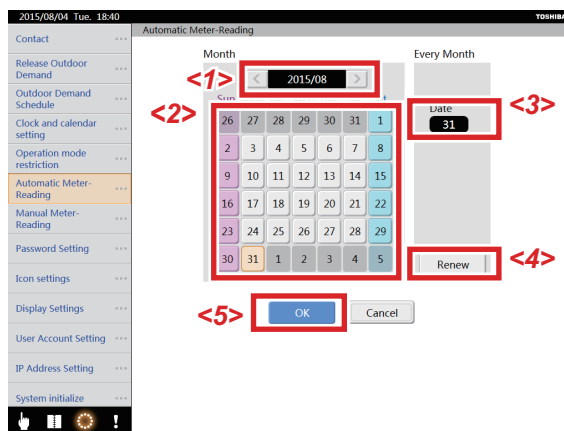 2015/08/04 Tue. 18:40
TOSHIBA
Automatic Meter-Reading
Contact
Release Outdoor
Demand
Outdoor Demand
Schedule
Clock and calendar
setting
Operation mode
restriction
Automatic Meter-
Reading
Manual Meter-
Reading
Password Setting
Icon settings
Display Settings
User Account Setting
IP Address Setting
System initialize
Month
Every Month
<1>
< 2015/08 >
<2>
Sun
26 27 28 29 30 31 1
2 3 4 5 6 7 8
9 10 11 12 13 14 15
16 17 18 19 20 21 22
23 24 25 26 27 28 29
30 31 1 2 3 4 5
<3>
Date
31
<4>
Renew
<5>
OK
Cancel